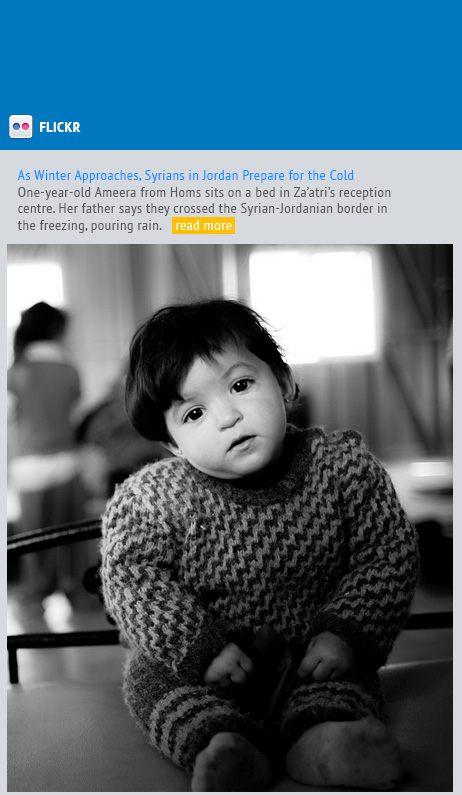 FLICKR
As Winter Approaches, Syrians in Jordan Prepare for the Cold
One-year-old Ameera from Homs sits on a bed in Za'atri's reception
centre. Her father says they crossed the Syrian-Jordanian border in
the freezing, pouring rain. read more